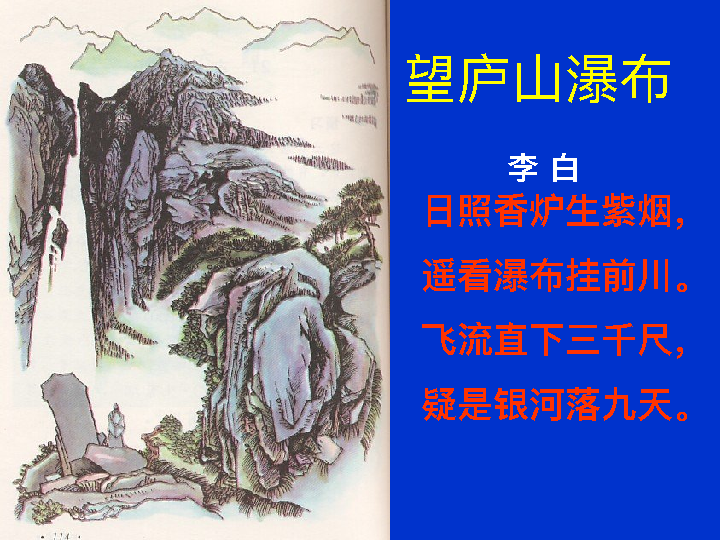 望庐山瀑布
李 白
日照香炉生紫烟，
遥看瀑布挂前川。
飞流直下三千尺，
疑是银河落九天。